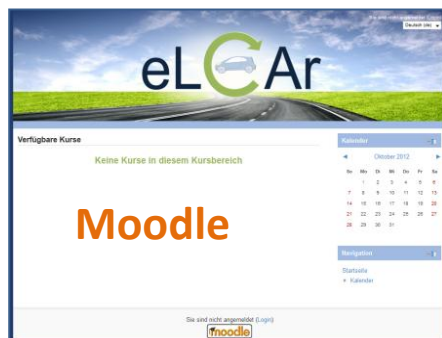 Deutsch (de)
eLCAr
Verfügbare Kurse
Keine Kurse in diesem Kursbereich
Moodle
Kalender
Oktober 2012
So Mo Di Mi Do Fr Sa
1 2 3 4 5 6
7 8 9 10 11 12 13
14 15 16 17 18 19 20
21 22 23 24 25 26 27
28 29 30 31
Navigation
Startseite
Kalender
Sie sind nicht angemeldet (Login)
moodle